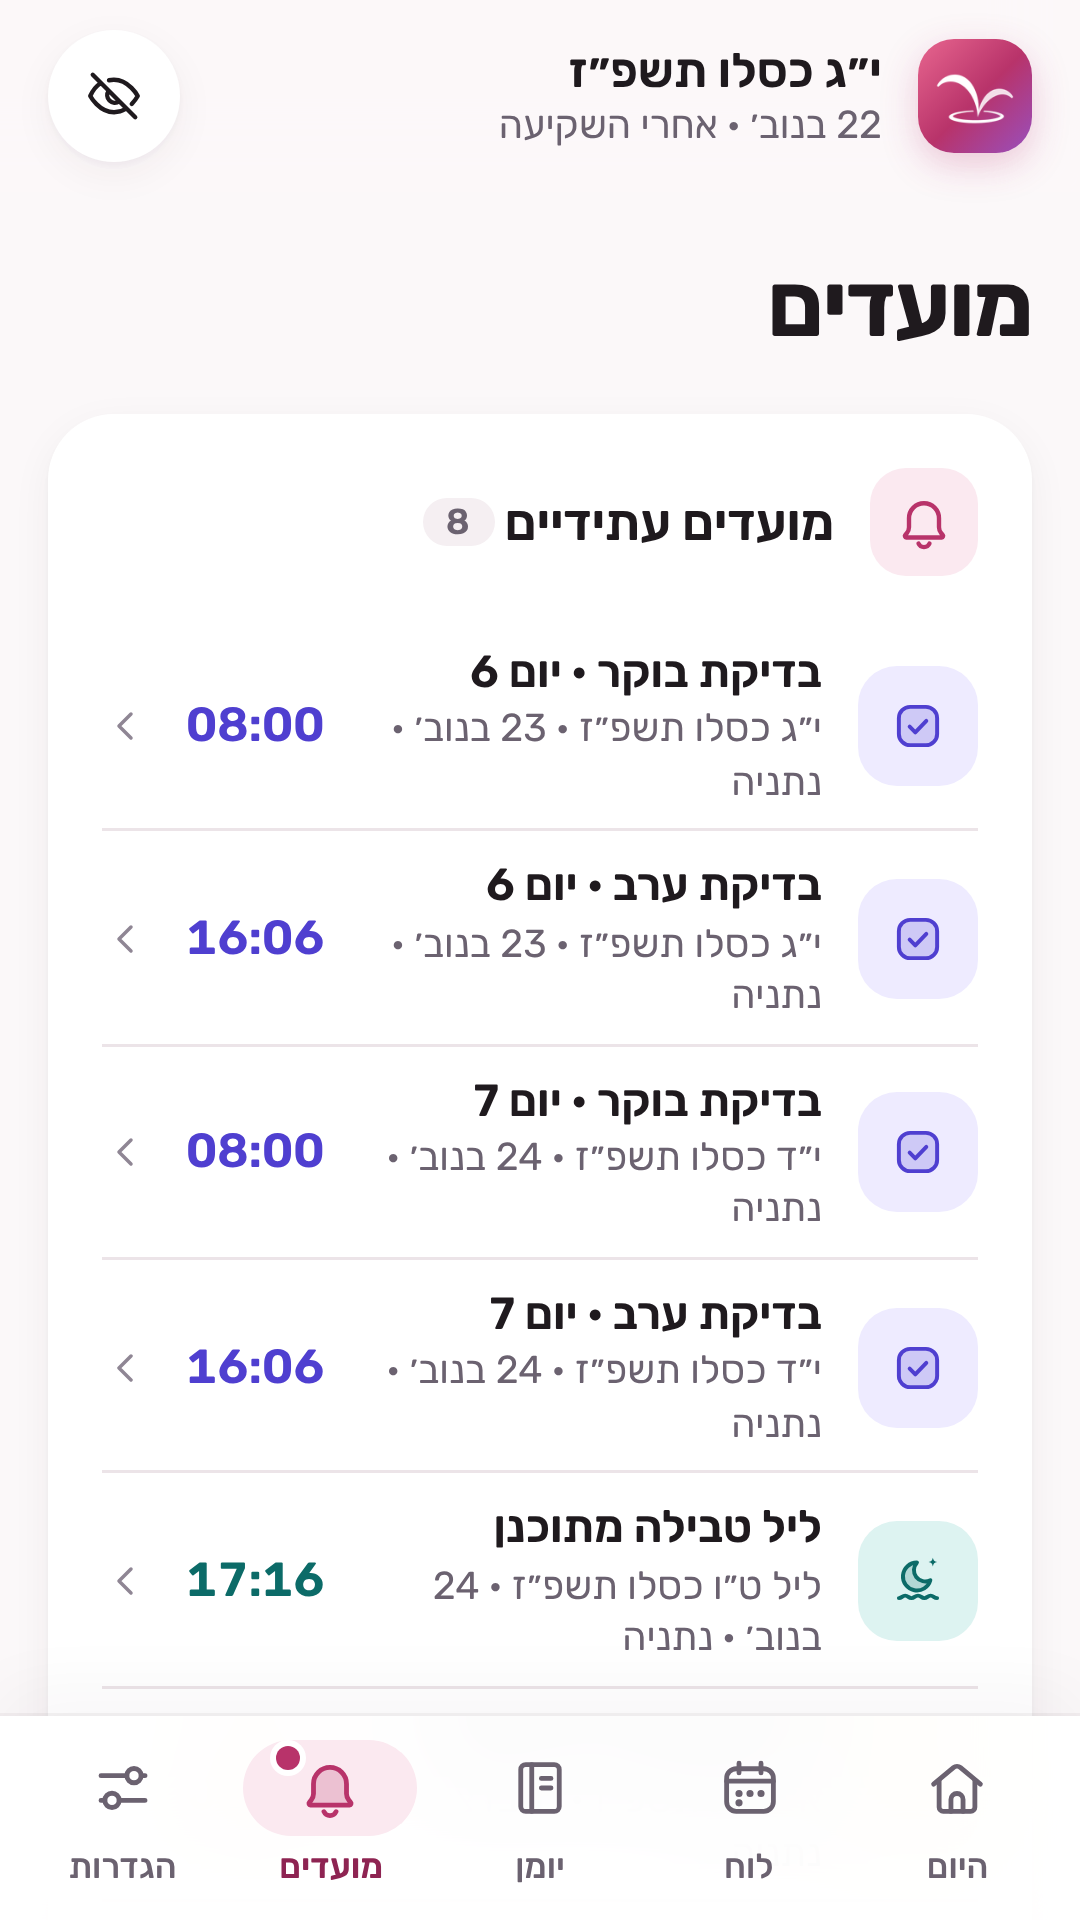 י״ג כסלו תשפ״ז
22 בנוב׳ • אחרי השקיעה
מועדים
מועדים עתידיים 8
בדיקת בוקר • יום 6
י״ג כסלו תשפ״ז • 23 בנוב׳ •
נתניה
08:00
בדיקת ערב • יום 6
י״ג כסלו תשפ״ז • 23 בנוב׳ •
נתניה
16:06
בדיקת בוקר • יום 7
י״ד כסלו תשפ״ז • 24 בנוב׳ •
נתניה
08:00
בדיקת ערב • יום 7
י״ד כסלו תשפ״ז • 24 בנוב׳ •
נתניה
16:06
ליל טבילה מתוכנן
ליל ט״ו כסלו תשפ״ז • 24
בנוב׳ • נתניה
17:16
היום
לוח
יומן
מועדים
הגדרות